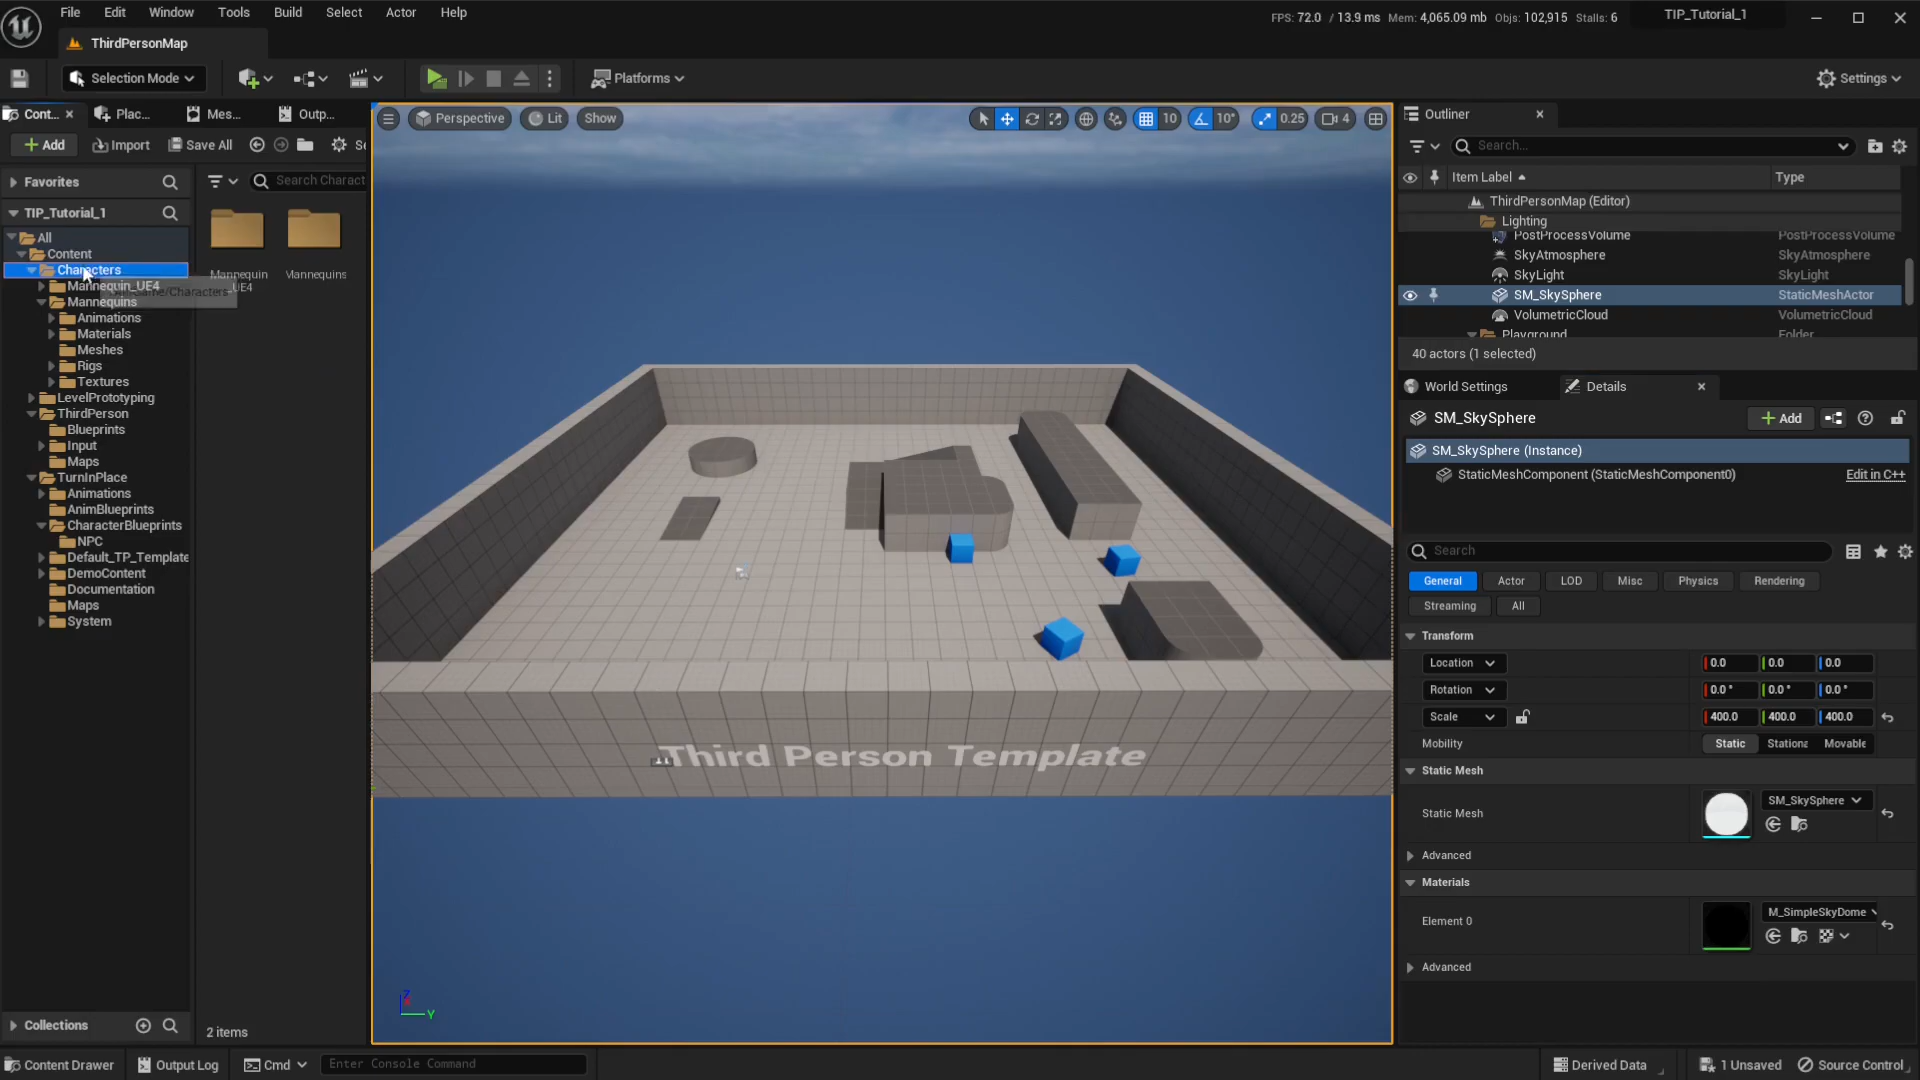 File Edit Window Tools Build Select Actor Help
FPS: 72.0 / 13.9 ms Mem: 4,065.09 mb Objs: 102,915 Stalls: 6
TIP_Tutorial_1
ThirdPersonMap
Selection Mode
Platforms
Settings
Cont...
Plac...
Mes...
Outp...
Add
Import
Save All
Favorites
Search Charact
TIP_Tutorial_1
All
Content
Characters
Mannequin_UE4
Mannequins
Animations
Materials
Meshes
Rigs
Textures
LevelPrototyping
ThirdPerson
Blueprints
Input
Maps
TurnInPlace
Animations
AnimBlueprints
CharacterBlueprints
NPC
Default_TP_Template
DemoContent
Documentation
Maps
System
Mannequin
_UE4
Mannequins
Collections
2 items
Perspective
Lit
Show
10
10°
0.25
4
Third Person Template
Z
Y
Outliner
Search...
Item Label
Type
ThirdPersonMap (Editor)
Lighting
PostProcessVolume PostProcessVolume
SkyAtmosphere SkyAtmosphere
SkyLight SkyLight
SM_SkySphere StaticMeshActor
VolumetricCloud VolumetricCloud
Playground Folder
40 actors (1 selected)
World Settings
Details
SM_SkySphere
Add
SM_SkySphere (Instance)
StaticMeshComponent (StaticMeshComponent0)
Edit in C++
Search
General Actor LOD Misc Physics Rendering
Streaming All
Transform
Location 0.0 0.0 0.0
Rotation 0.0° 0.0° 0.0°
Scale 400.0 400.0 400.0
Mobility Static Stationa Movable
Static Mesh
Static Mesh
SM_SkySphere
Advanced
Materials
Element 0
M_SimpleSkyDome
Advanced
Content Drawer
Output Log
Cmd
Enter Console Command
Derived Data
1 Unsaved
Source Control